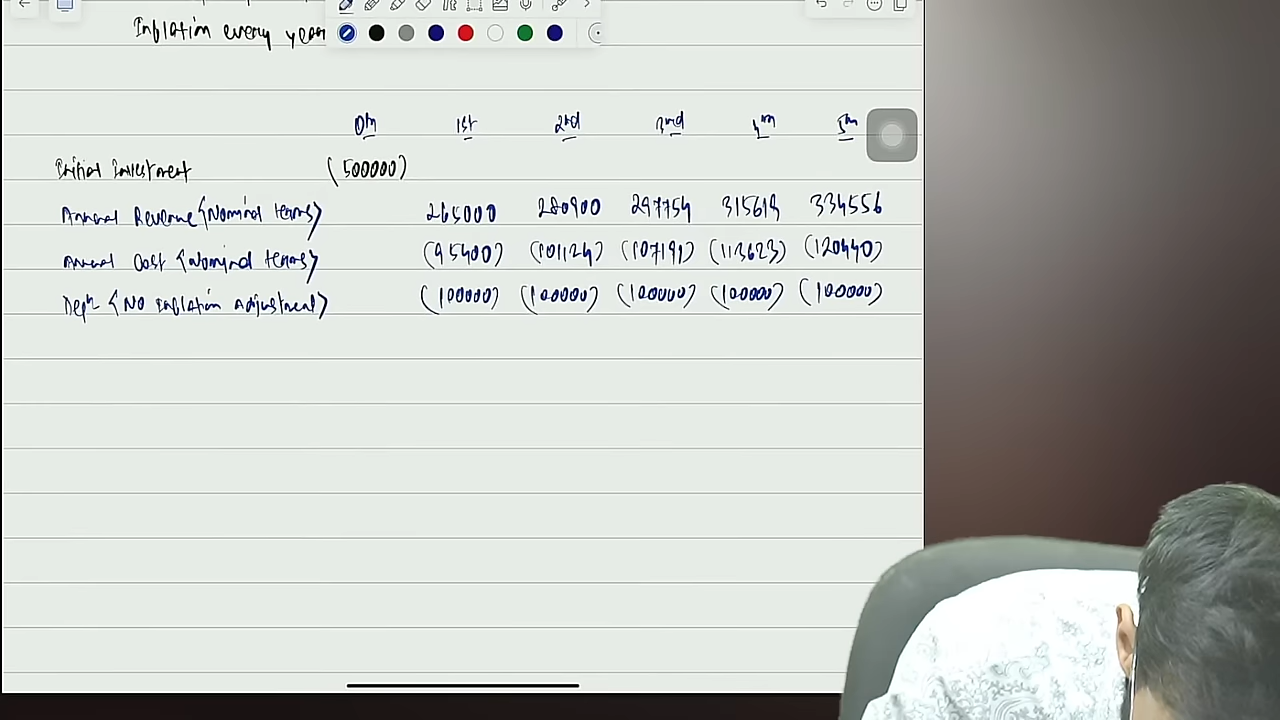 Inflation every year
0th 1st 2nd 3rd 4th 5th
Initial Investment (500000)
Annual Revenue {Nominal terms} 265000 280900 297754 315619 334556
Annual Cost {Nominal terms} (95400) (101124) (107191) (113623) (120440)
Depn {No Inflation adjustment} (100000) (100000) (100000) (100000) (100000)